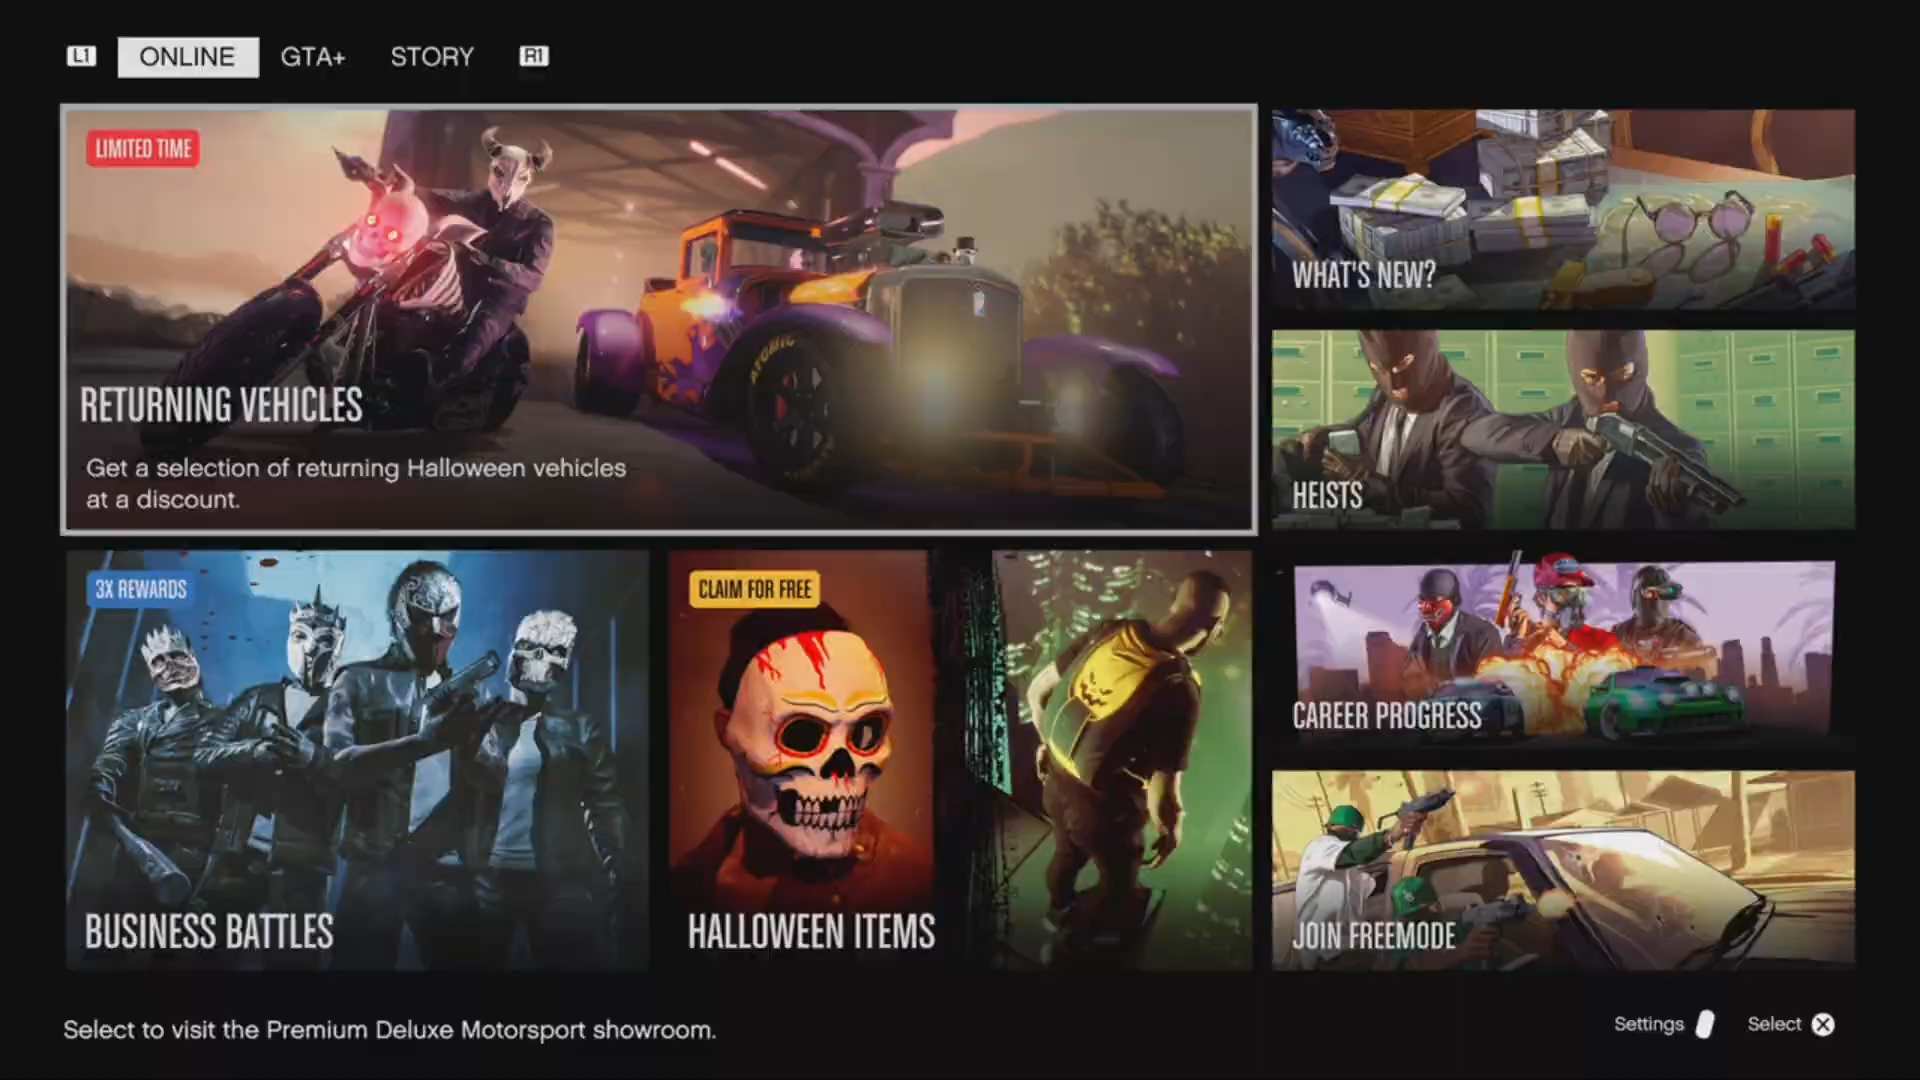 L1 ONLINE GTA+ STORY R1
LIMITED TIME
RETURNING VEHICLES
Get a selection of returning Halloween vehicles
at a discount.
ATOMIC
WHAT'S NEW?
HEISTS
3X REWARDS
BUSINESS BATTLES
CLAIM FOR FREE
HALLOWEEN ITEMS
CAREER PROGRESS
JOIN FREEMODE
Select to visit the Premium Deluxe Motorsport showroom.
Settings Select